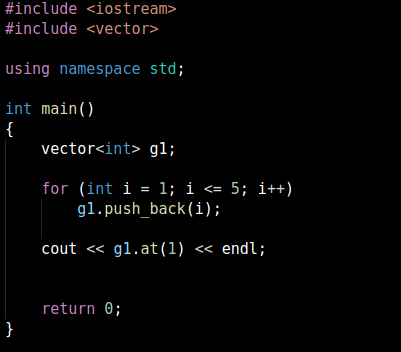 #include <iostream>
#include <vector>
using namespace std;
int main()
{
    vector<int> g1;
    for (int i = 1; i <= 5; i++)
        g1.push_back(i);
    cout << g1.at(1) << endl;
    return 0;
}